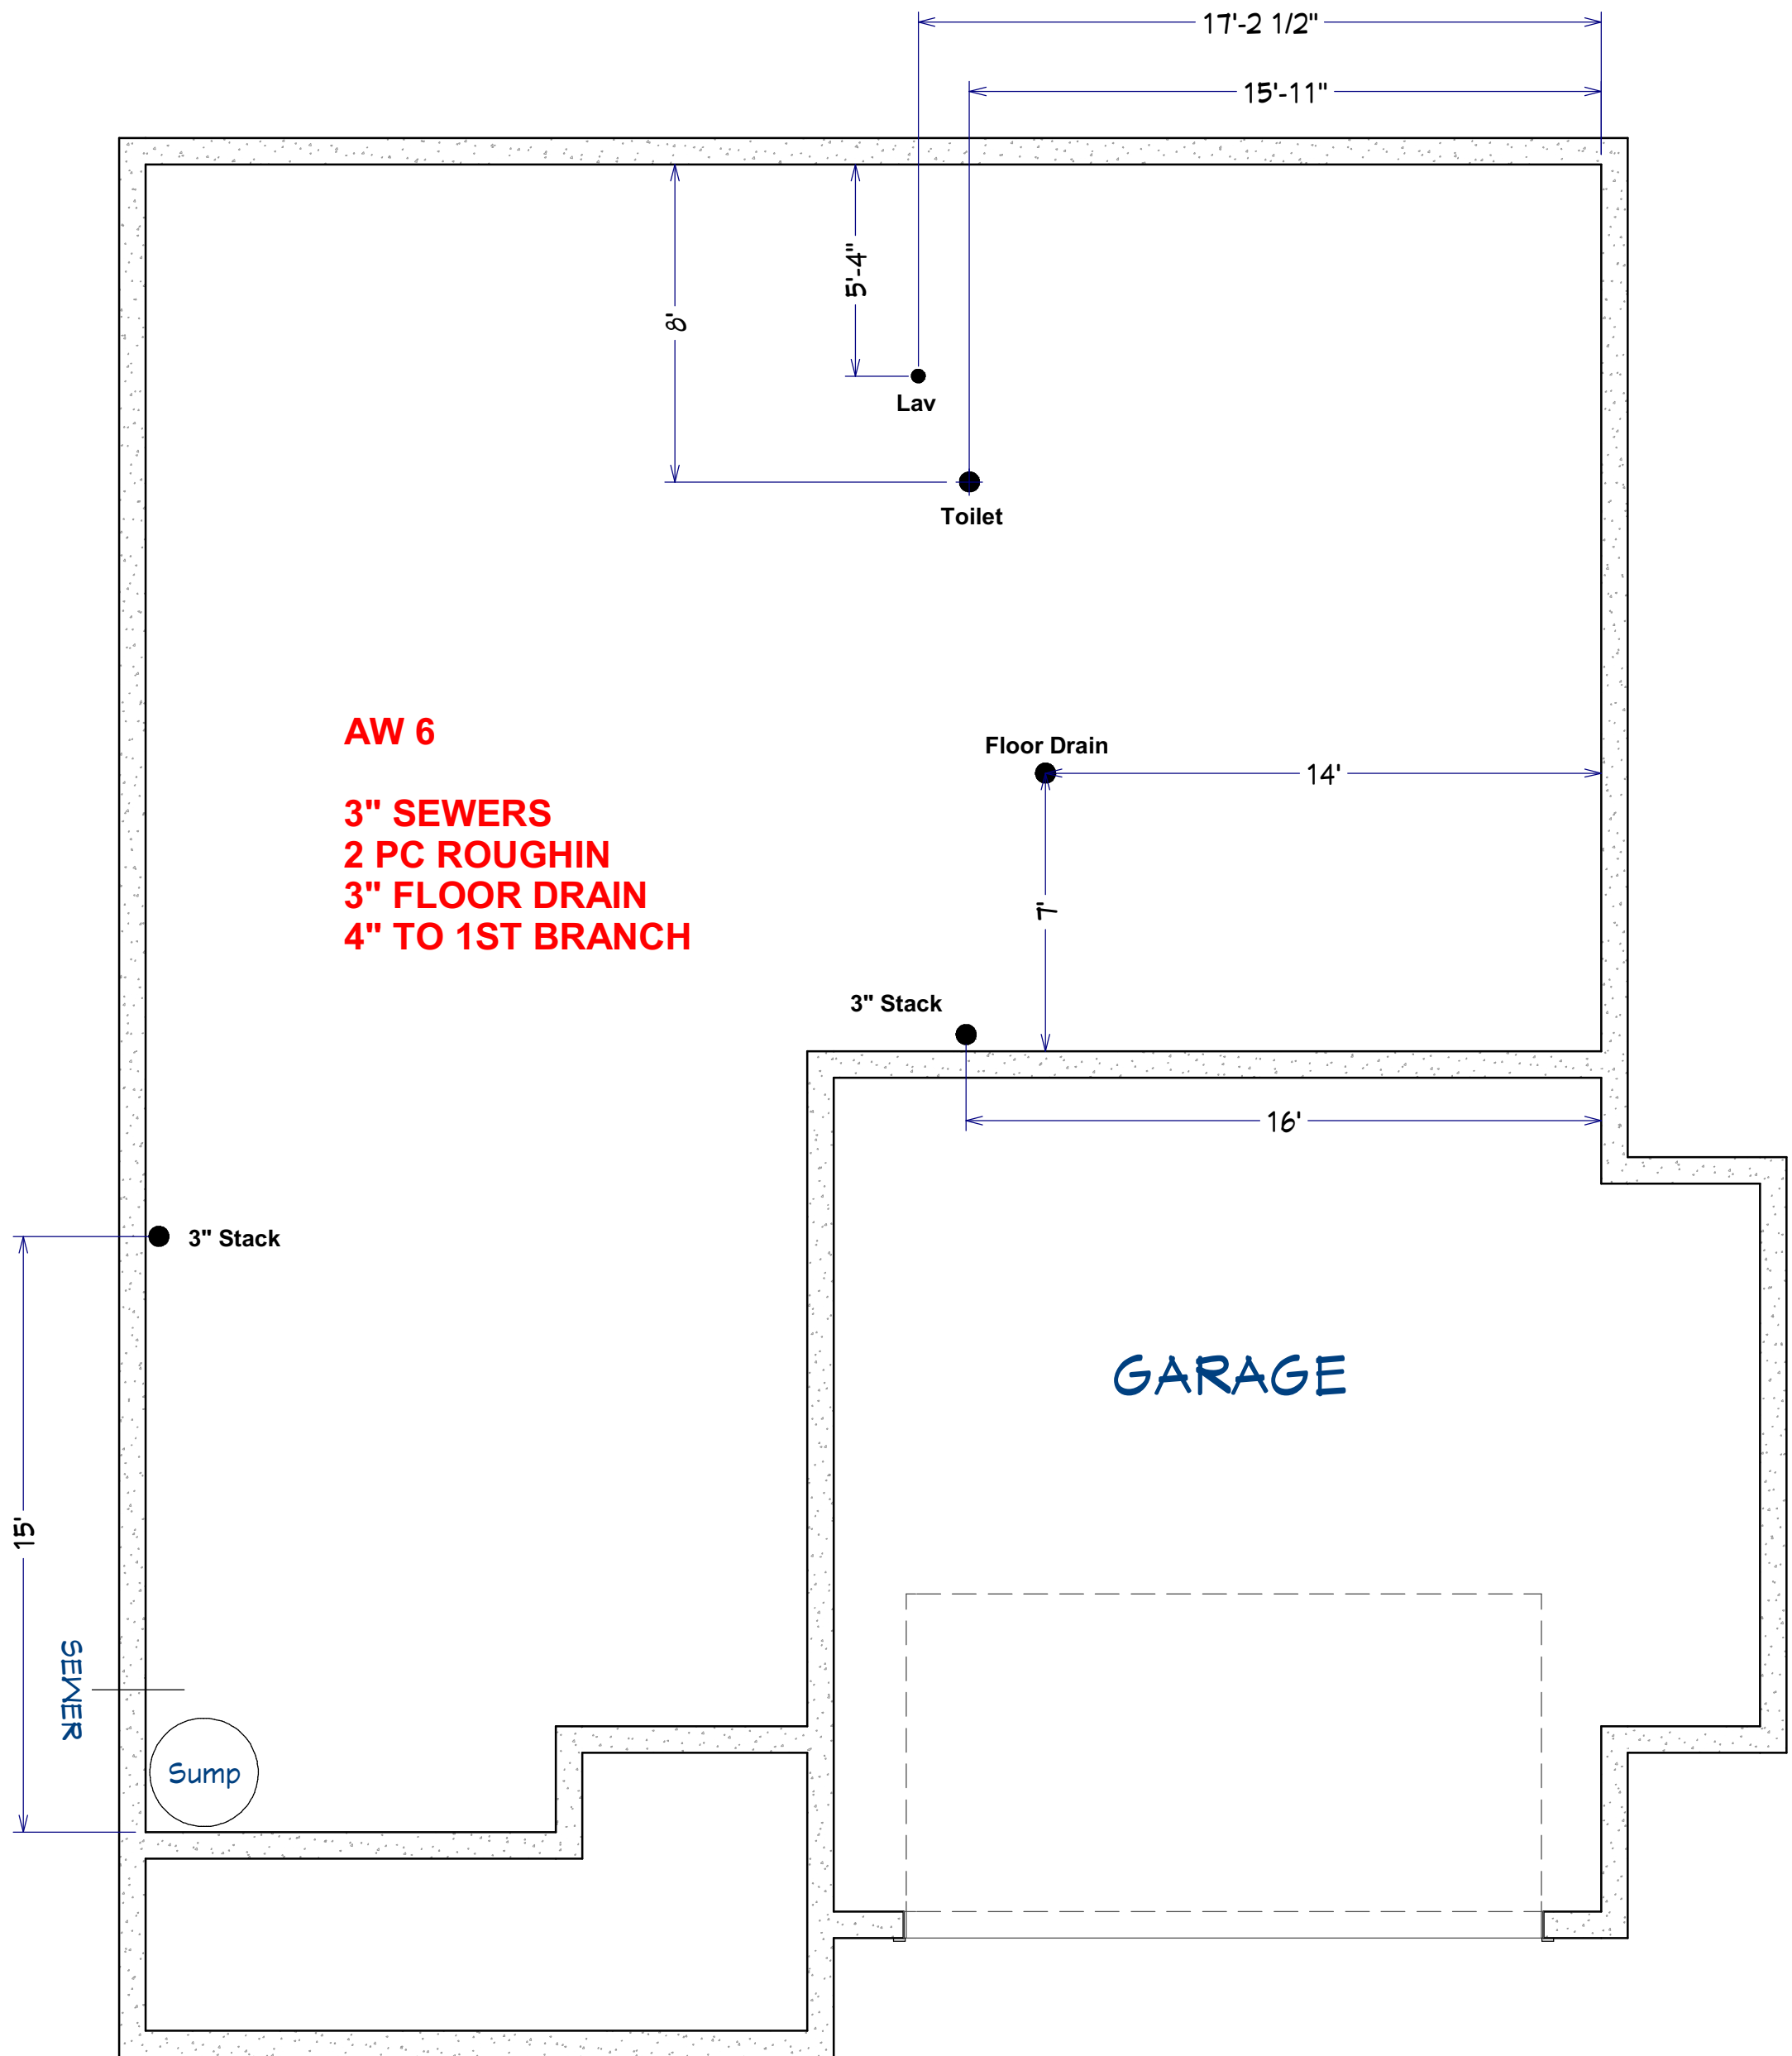 17'-2 1/2"
15'-11"
5'-4"
8'
Lav
Toilet
AW 6
Floor Drain
14'
3" SEWERS
2 PC ROUGHIN
3" FLOOR DRAIN
4" TO 1ST BRANCH
7'
3" Stack
16'
3" Stack
GARAGE
15'
SEWER
Sump